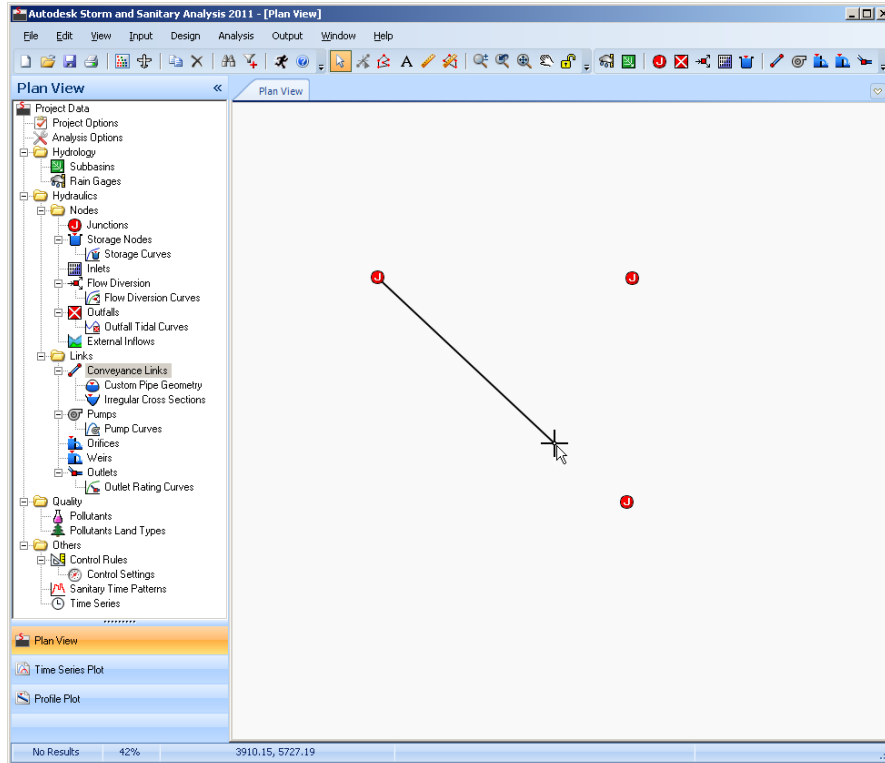 Autodesk Storm and Sanitary Analysis 2011 - [Plan View]
File Edit View Input Design Analysis Output Window Help
Plan View «
Plan View
Project Data
Project Options
Analysis Options
Hydrology
Subbasins
Rain Gages
Hydraulics
Nodes
Junctions
Storage Nodes
Storage Curves
Inlets
Flow Diversion
Flow Diversion Curves
Outfalls
Outfall Tidal Curves
External Inflows
Links
Conveyance Links
Custom Pipe Geometry
Irregular Cross Sections
Pumps
Pump Curves
Orifices
Weirs
Outlets
Outlet Rating Curves
Quality
Pollutants
Pollutants Land Types
Others
Control Rules
Control Settings
Sanitary Time Patterns
Time Series
J
J
J
Plan View
Time Series Plot
Profile Plot
No Results 42% 3910.15, 5727.19